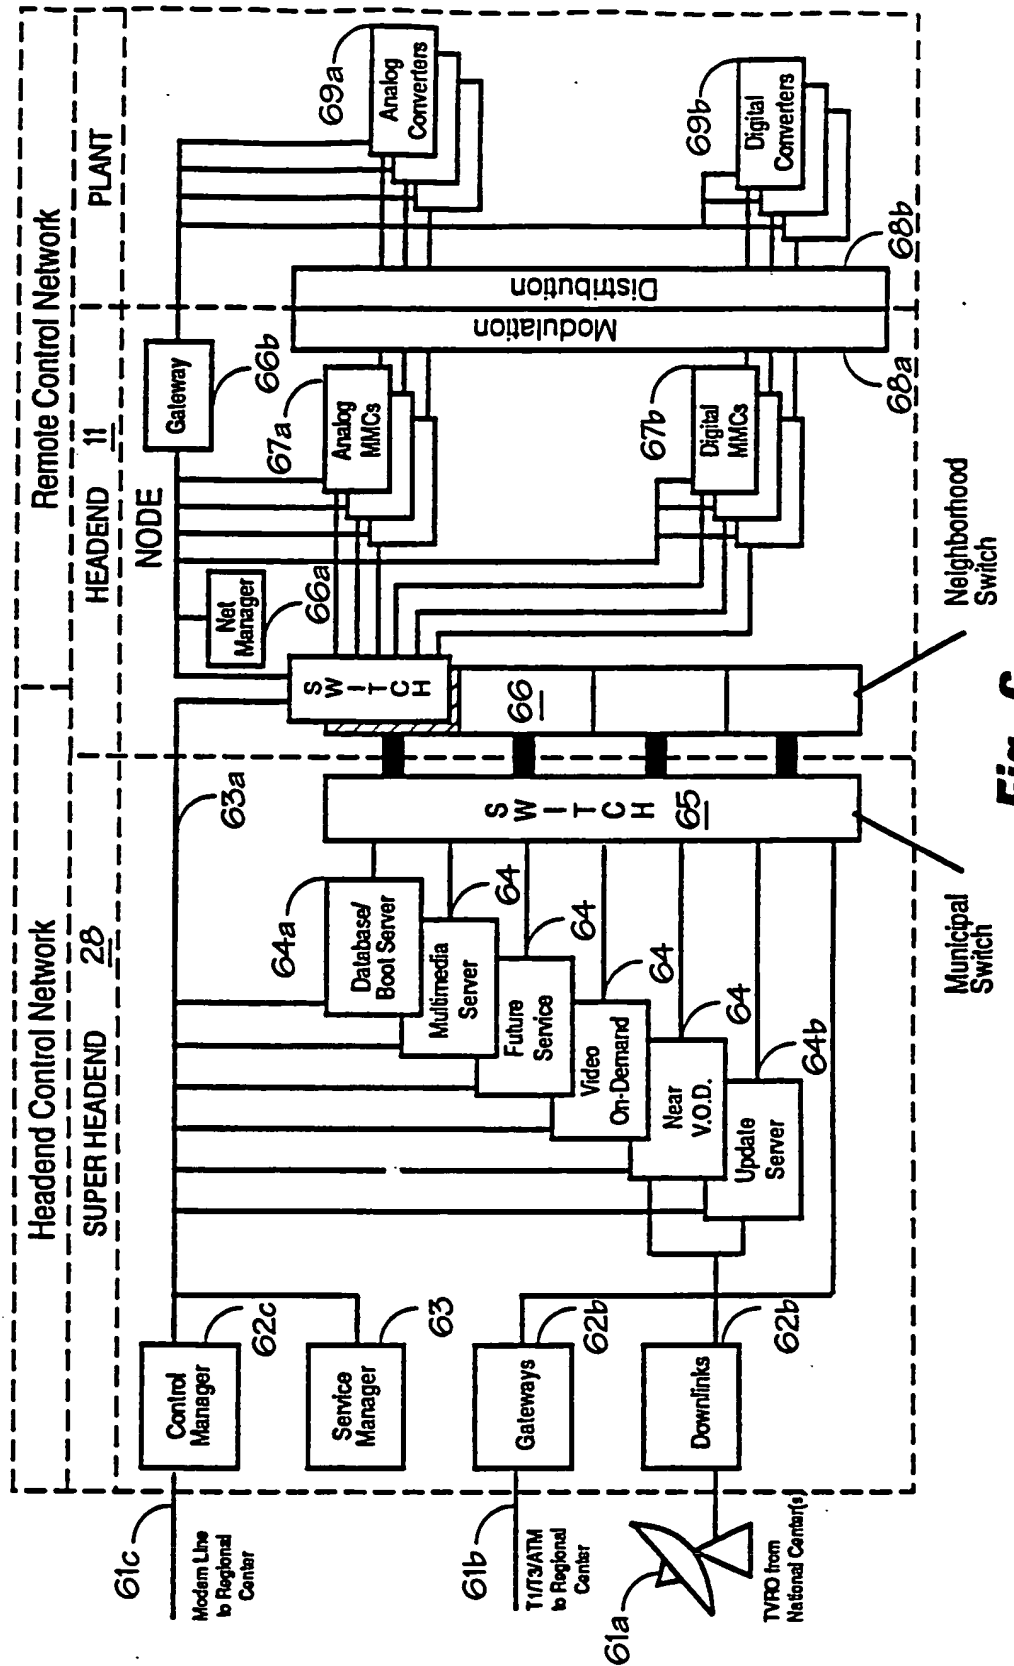 Headend Control Network
Remote Control Network
SUPER HEADEND
28
HEADEND
11
PLANT
NODE
61c
Modem Line
to Regional
Center
Control
Manager
62c
63a
Service
Manager
63
61b
T1/T3/ATM
to Regional
Center
Gateways
62b
61a
TVRO from
National Center(s)
Downlinks
62b
64a
Database/
Boot Server
Multimedia
Server
64
Future
Service
64
Video
On-Demand
64
Near
V.O.D.
64
Update
Server
64b
SWITCH
65
Municipal
Switch
SWITCH
66
Neighborhood
Switch
Net
Manager
66a
Gateway
66b
67a
Analog
MMCs
67b
Digital
MMCs
Modulation
68a
Distribution
68b
69a
Analog
Converters
69b
Digital
Converters